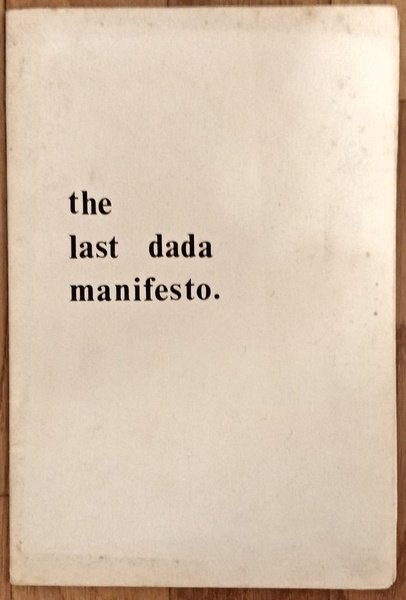 the
last dada
manifesto.